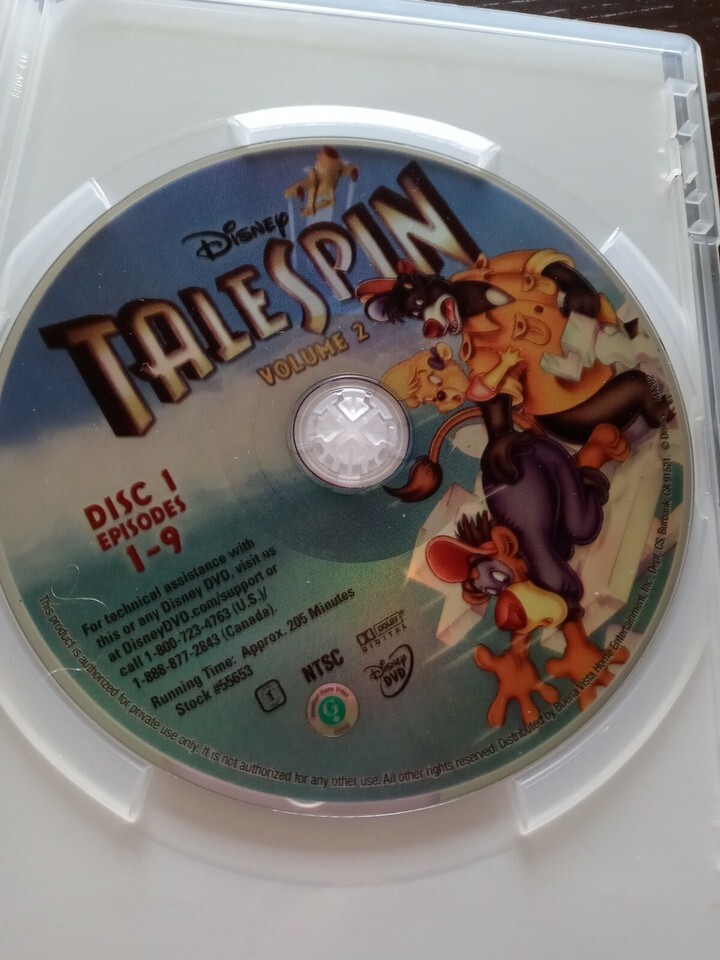 Disney
TALESPIN
VOLUME 2
DISC 1
EPISODES
1-9
For technical assistance with
this or any Disney DVD, visit us
at DisneyDVD.com/support or
call 1-800-723-4763 (U.S.)/
1-888-877-2843 (Canada).
Running Time: Approx. 205 Minutes
Stock #55653
1
NTSC
DOLBY
DIGITAL
Disney
DVD
G
This product is authorized for private use only. It is not authorized for any other use. All other rights reserved. Distributed by Buena Vista Home Entertainment, Inc., Dept. CS, Burbank, CA 91521. © Disney